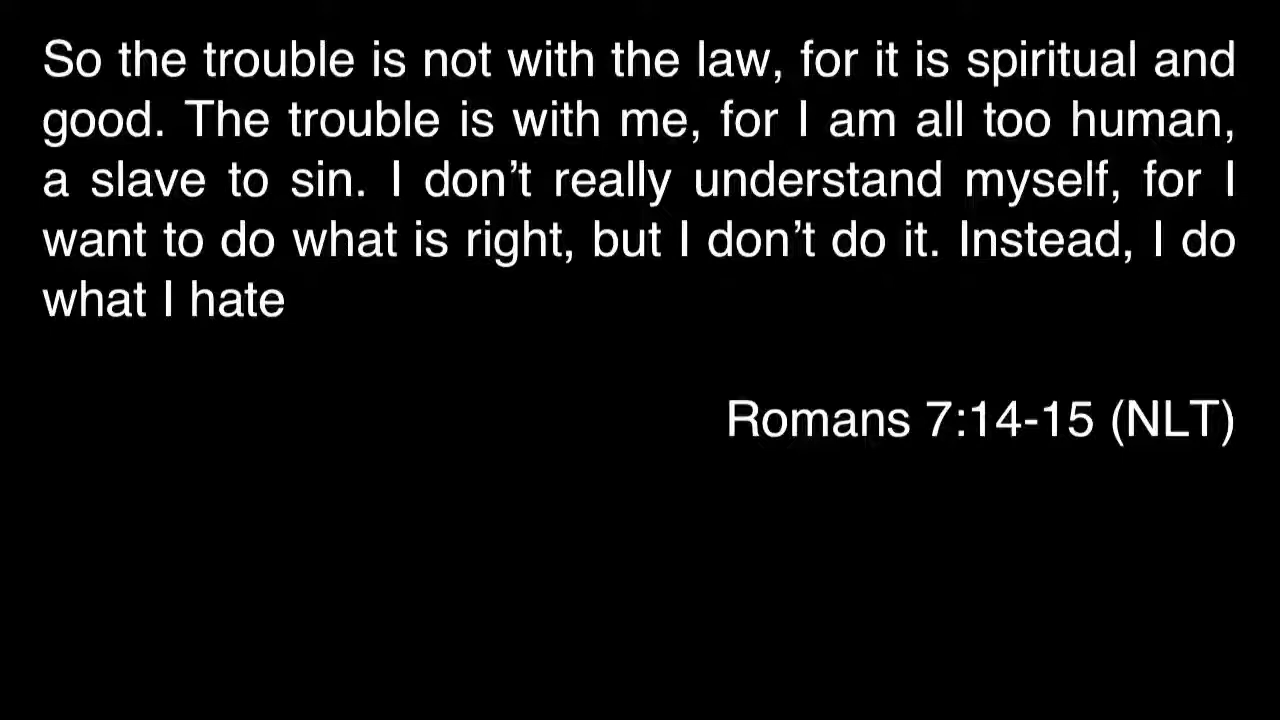 So the trouble is not with the law, for it is spiritual and
good. The trouble is with me, for I am all too human,
a slave to sin. I don’t really understand myself, for I
want to do what is right, but I don’t do it. Instead, I do
what I hate
Romans 7:14-15 (NLT)